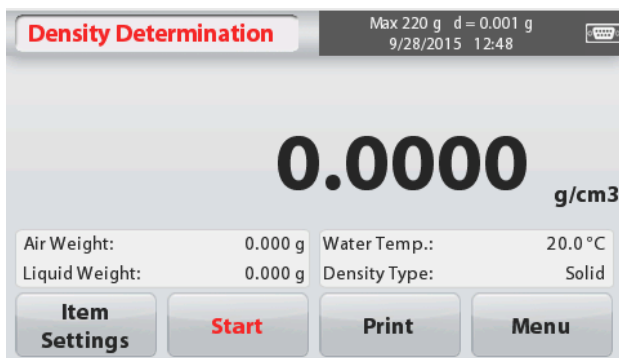 Density Determination
Max 220 g d = 0.001 g
9/28/2015 12:48
0.0000
g/cm3
Air Weight: 0.000 g Water Temp.: 20.0 °C
Liquid Weight: 0.000 g Density Type: Solid
Item
Settings
Start
Print
Menu